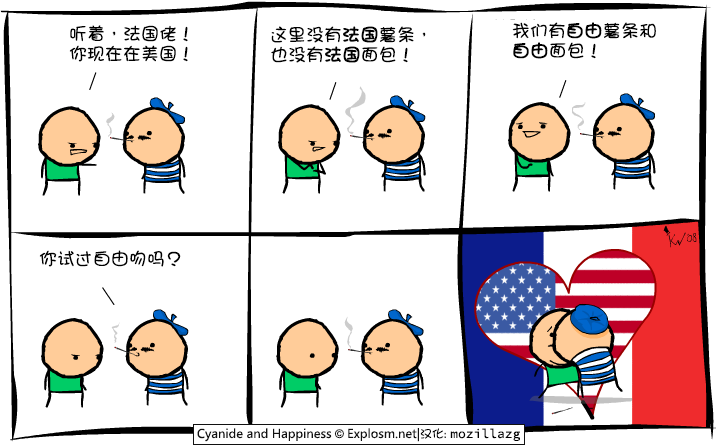 听着，法国佬！
你现在在美国！
这里没有法国薯条，
也没有法国面包！
我们有自由薯条和
自由面包！
你试过自由吻吗？
KW '08
Cyanide and Happiness © Explosm.net|汉化: mozillazg